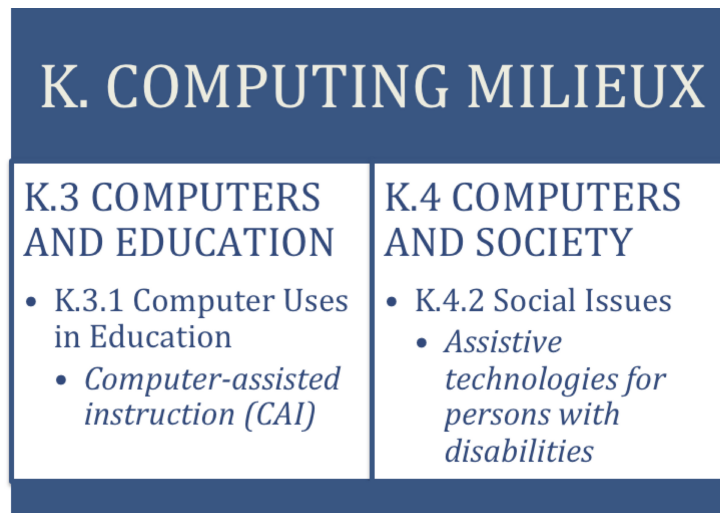 K. COMPUTING MILIEUX
K.3 COMPUTERS
AND EDUCATION
• K.3.1 Computer Uses
in Education
• Computer-assisted
instruction (CAI)
K.4 COMPUTERS
AND SOCIETY
• K.4.2 Social Issues
• Assistive
technologies for
persons with
disabilities